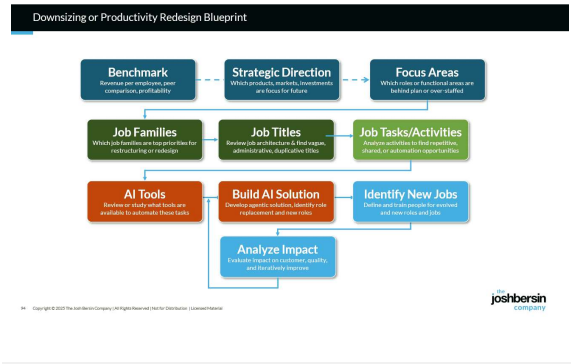 Downsizing or Productivity Redesign Blueprint
Benchmark
Revenue per employee, peer
comparison, profitability
Strategic Direction
Which products, markets, investments
are focus for future
Focus Areas
Which roles or functional areas are
behind plan or over-staffed
Job Families
Which job families are top priorities for
restructuring or redesign
Job Titles
Review job architecture & find vague,
administrative, duplicative titles
Job Tasks/Activities
Analyze activities to find repetitive,
shared, or automation opportunities
AI Tools
Review or study what tools are
available to automate these tasks
Build AI Solution
Develop agentic solution, identify role
replacement and new roles
Identify New Jobs
Define and train people for evolved
and new roles and jobs
Analyze Impact
Evaluate impact on customer, quality,
and iteratively improve
94 Copyright © 2025 The Josh Bersin Company | All Rights Reserved | Not for Distribution | Licensed Material
the
joshbersin
company